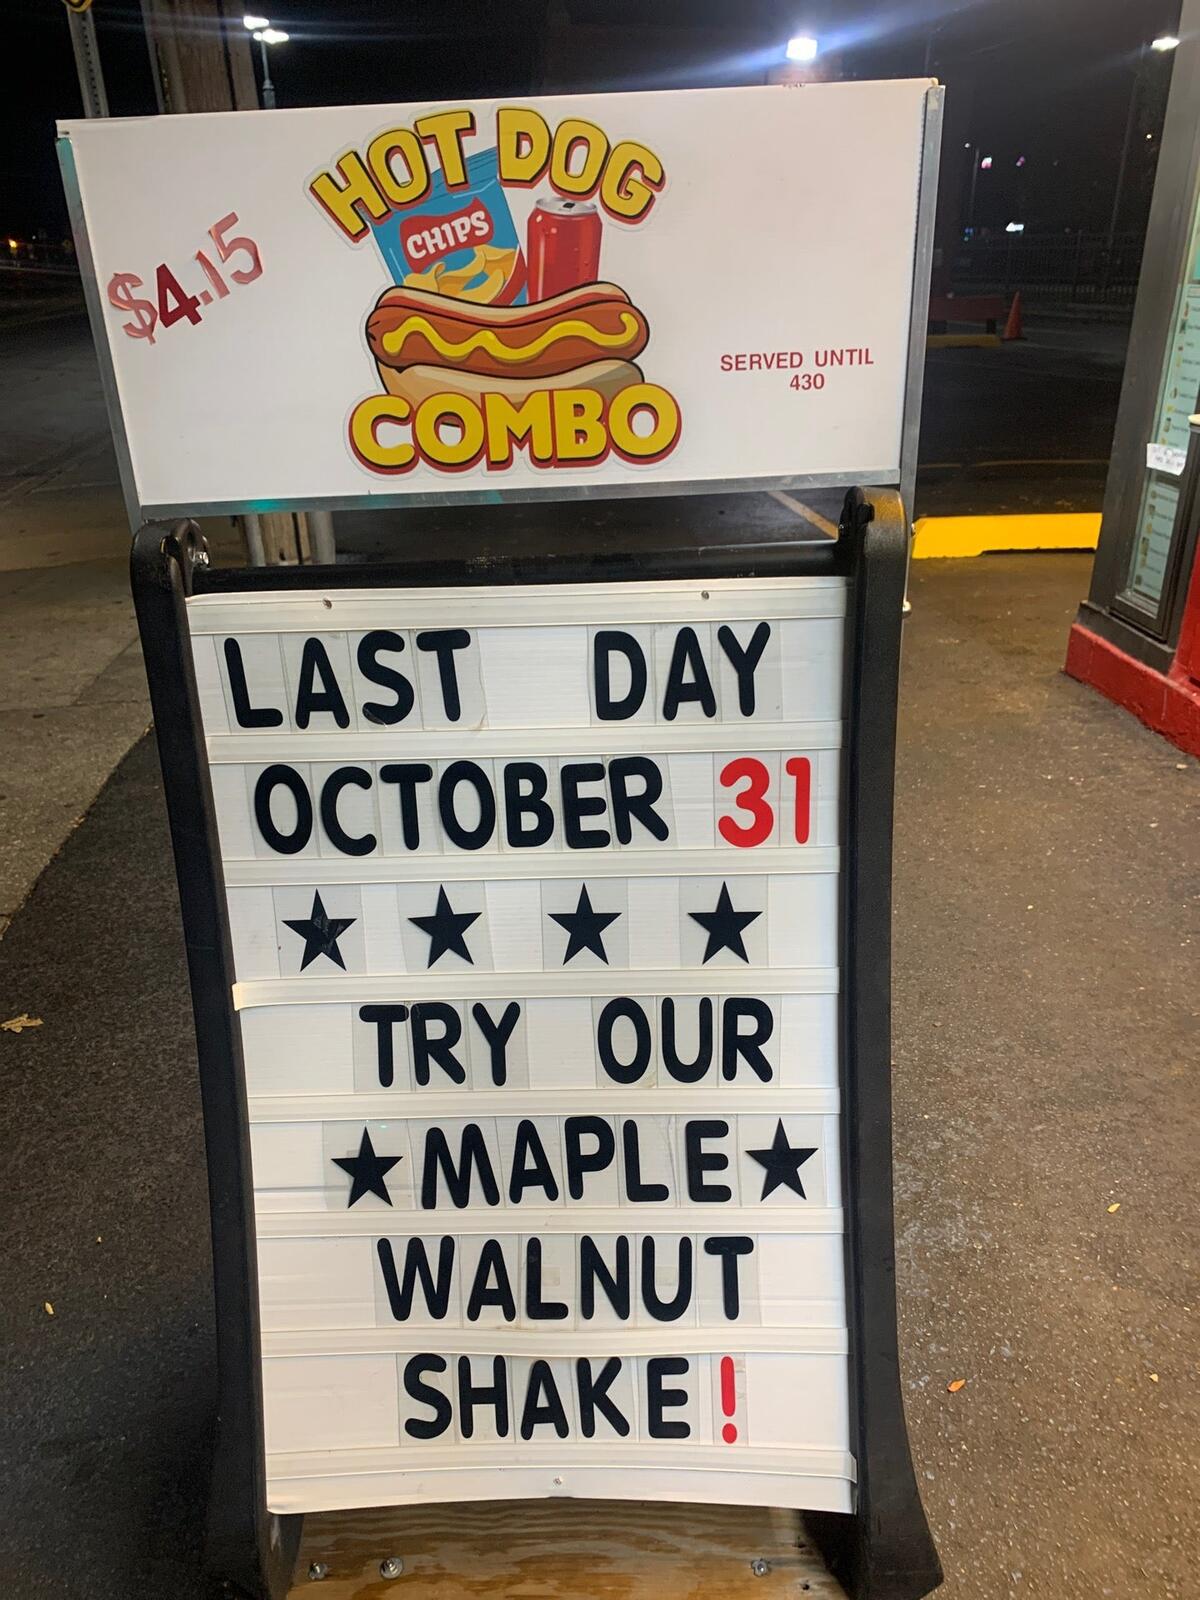 HOT DOG
CHIPS
$4.15
COMBO
SERVED UNTIL
430
LAST DAY
OCTOBER 31
★ ★ ★ ★
TRY OUR
★ MAPLE ★
WALNUT
SHAKE!